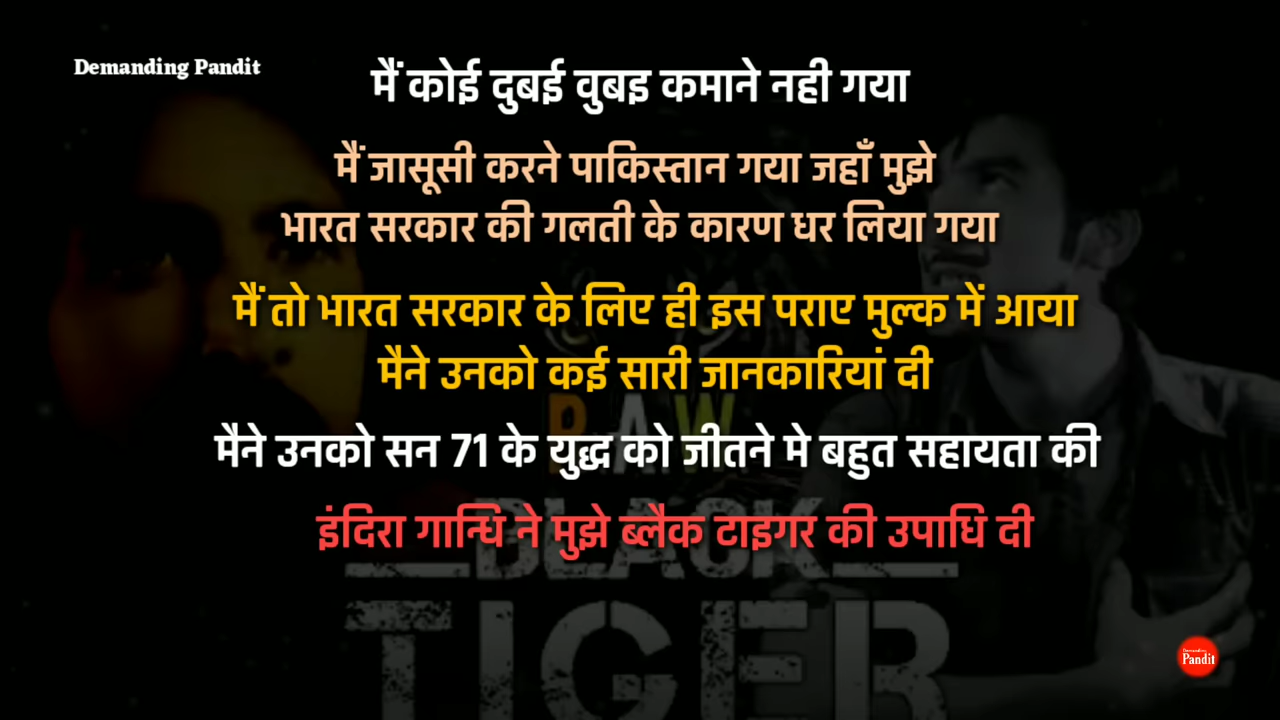 Demanding Pandit
मैं कोई दुबई वुबइ कमाने नही गया
मैं जासूसी करने पाकिस्तान गया जहाँ मुझे
भारत सरकार की गलती के कारण धर लिया गया
मैं तो भारत सरकार के लिए ही इस पराए मुल्क में आया
मैने उनको कई सारी जानकारियां दी
RAW
मैने उनको सन 71 के युद्ध को जीतने मे बहुत सहायता की
इंदिरा गान्धि ने मुझे ब्लैक टाइगर की उपाधि दी
BLACK
TIGER
Demanding
Pandit